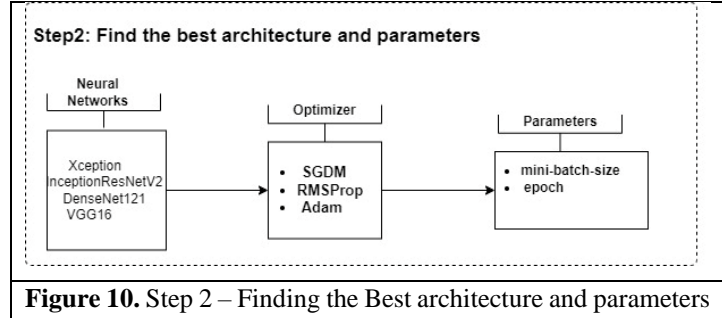 Step2: Find the best architecture and parameters
Neural
Networks
Xception
InceptionResNetV2
DenseNet121
VGG16
Optimizer
• SGDM
• RMSProp
• Adam
Parameters
• mini-batch-size
• epoch
Figure 10. Step 2 – Finding the Best architecture and parameters